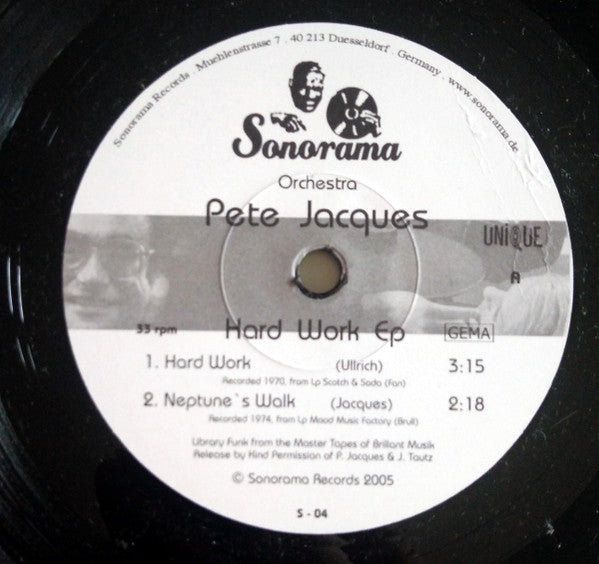 Sonorama Records . Muehlenstrasse 7 . 40 213 Duesseldorf . Germany . www.sonorama.de
Sonorama
Orchestra
Pete Jacques
UNIQUE
A
33 rpm Hard Work Ep GEMA
1. Hard Work (Ullrich) 3:15
Recorded 1970, from Lp Scotch & Soda (Fan)
2. Neptune`s Walk (Jacques) 2:18
Recorded 1974, from Lp Mood Music Factory (Brull)
Library Funk from the Master Tapes of Brillant Musik
Release by Kind Permission of P. Jacques & J. Tautz
© Sonorama Records 2005
S - 04